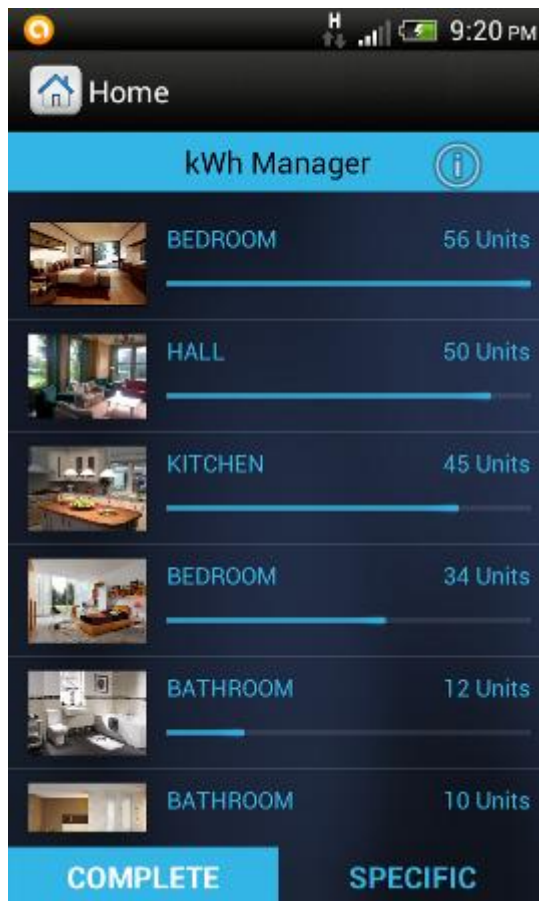 H
9:20 PM
Home
kWh Manager
BEDROOM 56 Units
HALL 50 Units
KITCHEN 45 Units
BEDROOM 34 Units
BATHROOM 12 Units
BATHROOM 10 Units
COMPLETE SPECIFIC